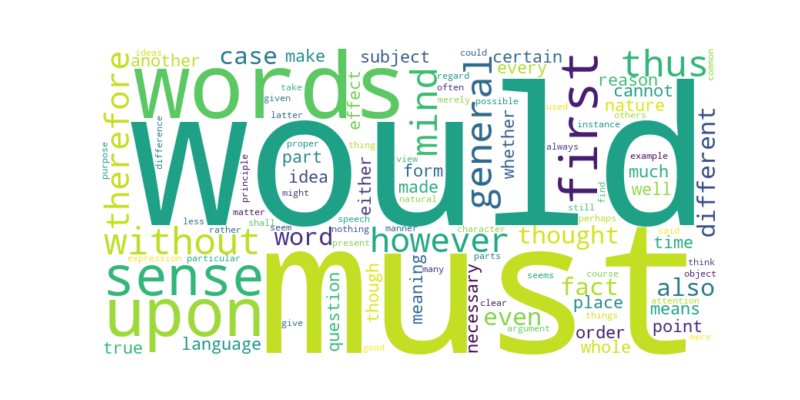 ideas
another
case
make
subject
could
certain
thus
common
therefore
words
effect
mind
regard
often
merely
possible
general
every
first
reason
cannot
nature
others
take
given
latter
used
instance
purpose
difference
principle
Would
proper
thing
part
view
idea
form
made
natural
matter
might
either
whether
always
example
much
well
different
find
still
perhaps
less
rather
shall
seem
speech
nothing
manner
character
without
word
present
however
thought
said
time
expression
particular
sense
must
many
parts
seems
course
fact
also
think
object
upon
question
though
meaning
necessary
clear
place
attention
means
things
even
argument
order
point
give
true
language
good
whole
mere